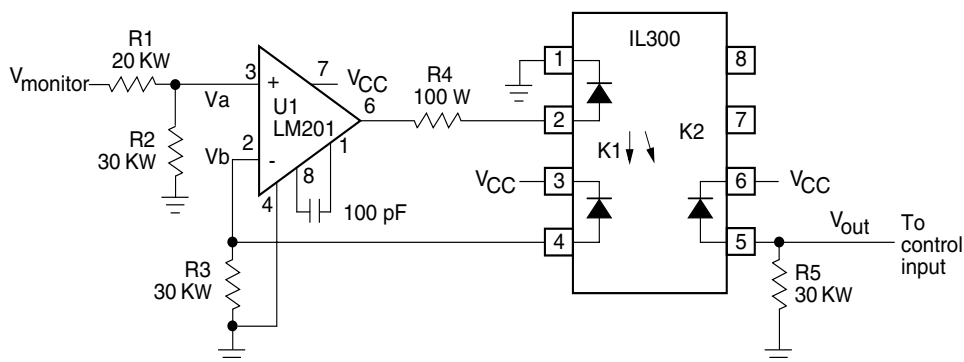 IL300
R1
20 KW
Vmonitor
3
+
Va
7
VCC
6
U1
LM201
R4
100 W
1
8
2
K2
7
K1
R2
30 KW
Vb
2
-
1
8
4
100 pF
VCC
3
6
VCC
4
5
Vout
To
control
input
R3
30 KW
R5
30 KW